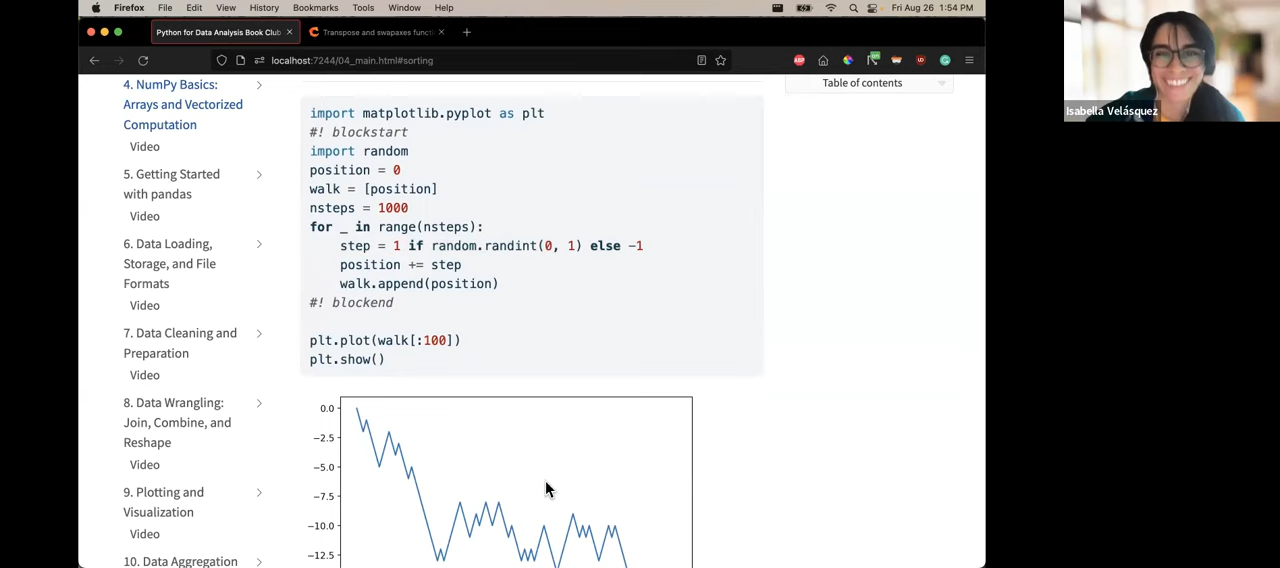 Firefox File Edit View History Bookmarks Tools Window Help Fri Aug 26 1:54 PM
Python for Data Analysis Book Club Transpose and swapaxes funct
localhost:7244/04_main.html#sorting
Table of contents
4. NumPy Basics:
Arrays and Vectorized
Computation
Video
5. Getting Started
with pandas
Video
6. Data Loading,
Storage, and File
Formats
Video
7. Data Cleaning and
Preparation
Video
8. Data Wrangling:
Join, Combine, and
Reshape
Video
9. Plotting and
Visualization
Video
10. Data Aggregation
import matplotlib.pyplot as plt
#! blockstart
import random
position = 0
walk = [position]
nsteps = 1000
for _ in range(nsteps):
    step = 1 if random.randint(0, 1) else -1
    position += step
    walk.append(position)
#! blockend
plt.plot(walk[:100])
plt.show()
0.0
−2.5
−5.0
−7.5
−10.0
−12.5
Isabella Velásquez